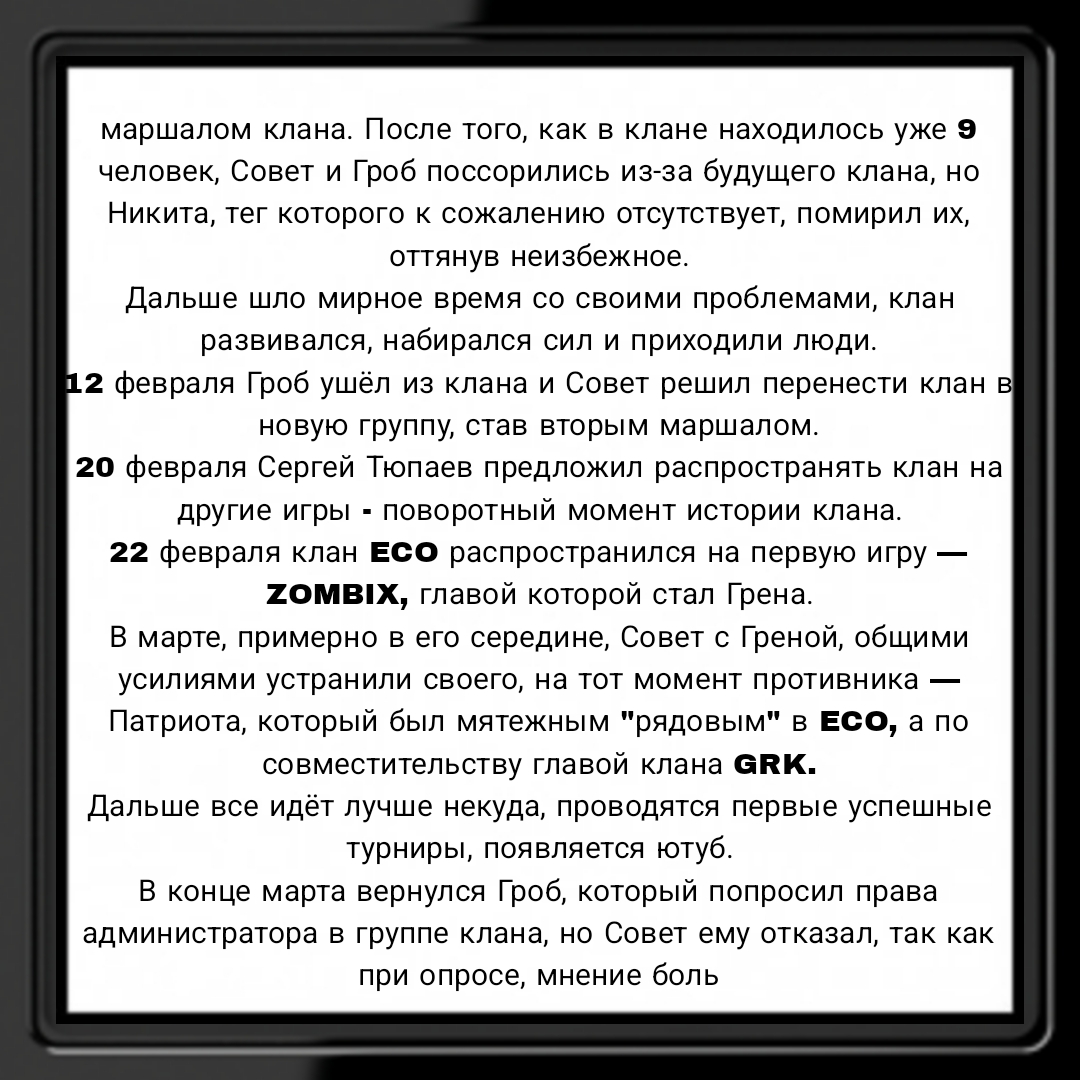 маршалом клана. После того, как в клане находилось уже 9
человек, Совет и Гроб поссорились из-за будущего клана, но
Никита, тег которого к сожалению отсутствует, помирил их,
оттянув неизбежное.
Дальше шло мирное время со своими проблемами, клан
развивался, набирался сил и приходили люди.
12 февраля Гроб ушёл из клана и Совет решил перенести клан в
новую группу, став вторым маршалом.
20 февраля Сергей Тюпаев предложил распространять клан на
другие игры - поворотный момент истории клана.
22 февраля клан ECO распространился на первую игру —
ZOMBIX, главой которой стал Грена.
В марте, примерно в его середине, Совет с Греной, общими
усилиями устранили своего, на тот момент противника —
Патриота, который был мятежным "рядовым" в ECO, а по
совместительству главой клана GRK.
Дальше все идёт лучше некуда, проводятся первые успешные
турниры, появляется ютуб.
В конце марта вернулся Гроб, который попросил права
администратора в группе клана, но Совет ему отказал, так как
при опросе, мнение боль